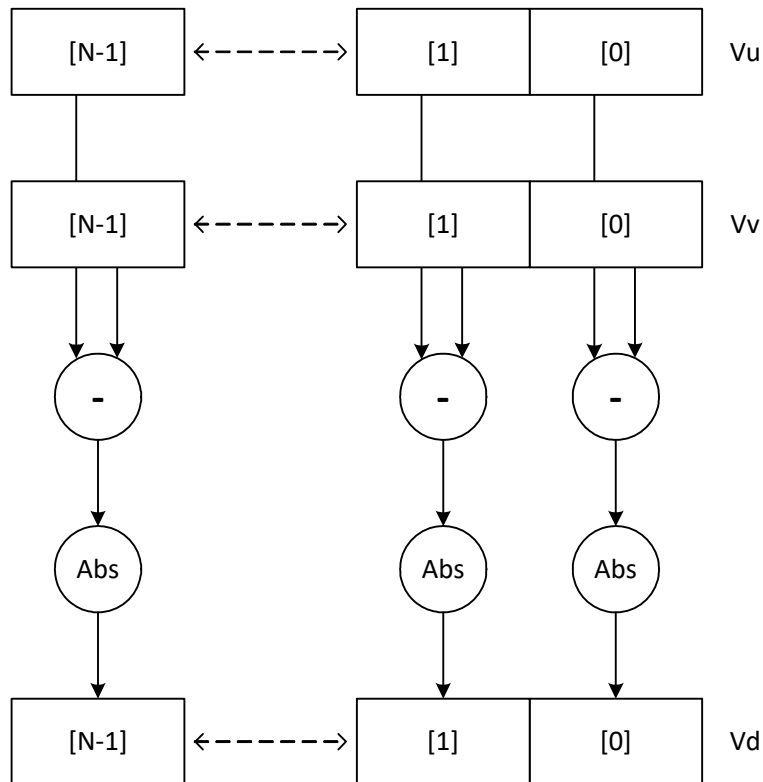 [N-1] [1] [0] Vu
[N-1] [1] [0] Vv
- - -
Abs Abs Abs
[N-1] [1] [0] Vd